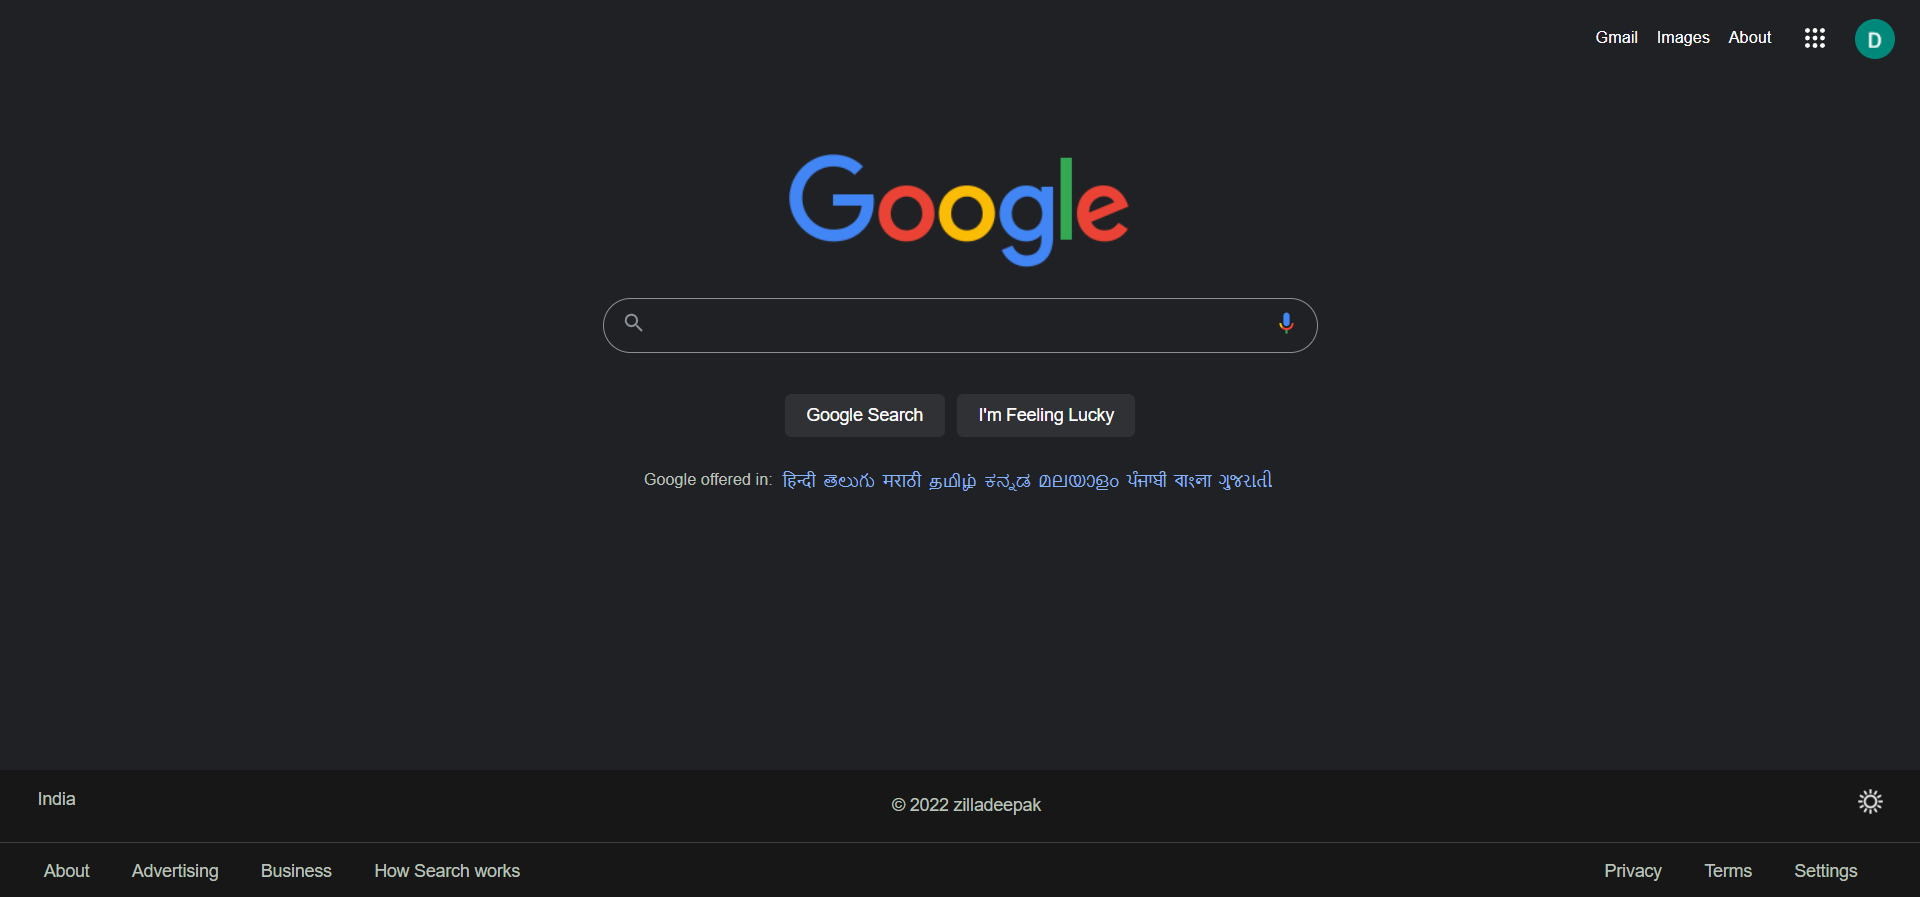 Gmail Images About D
Google
Google Search I'm Feeling Lucky
Google offered in: हिन्दी తెలుగు मराठी தமிழ் ಕನ್ನಡ മലയാളം ਪੰਜਾਬੀ বাংলা ગુજરાતી
India
© 2022 zilladeepak
About Advertising Business How Search works Privacy Terms Settings